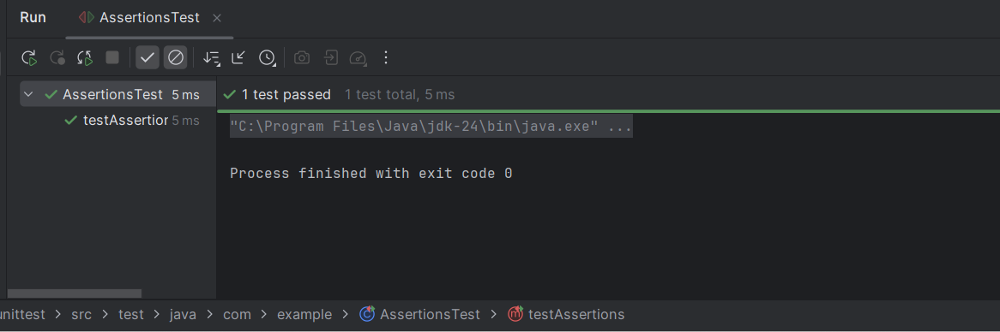 Run AssertionsTest
AssertionsTest 5 ms
1 test passed 1 test total, 5 ms
testAssertior 5 ms
"C:\Program Files\Java\jdk-24\bin\java.exe" ...
Process finished with exit code 0
unittest > src > test > java > com > example > AssertionsTest > testAssertions